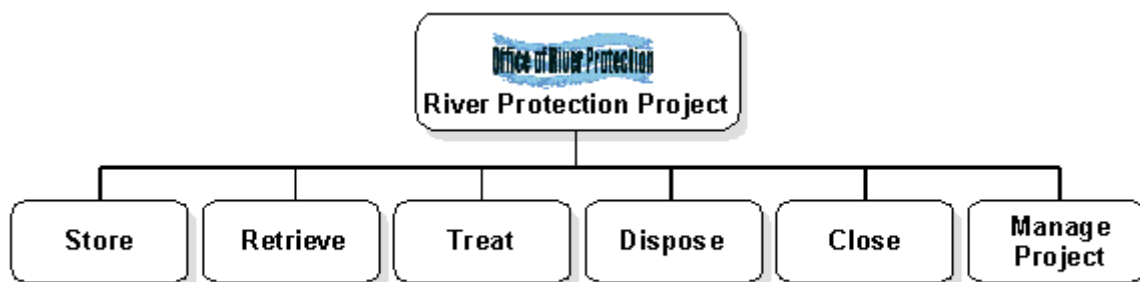 Office of River Protection
River Protection Project
Store
Retrieve
Treat
Dispose
Close
Manage
Project